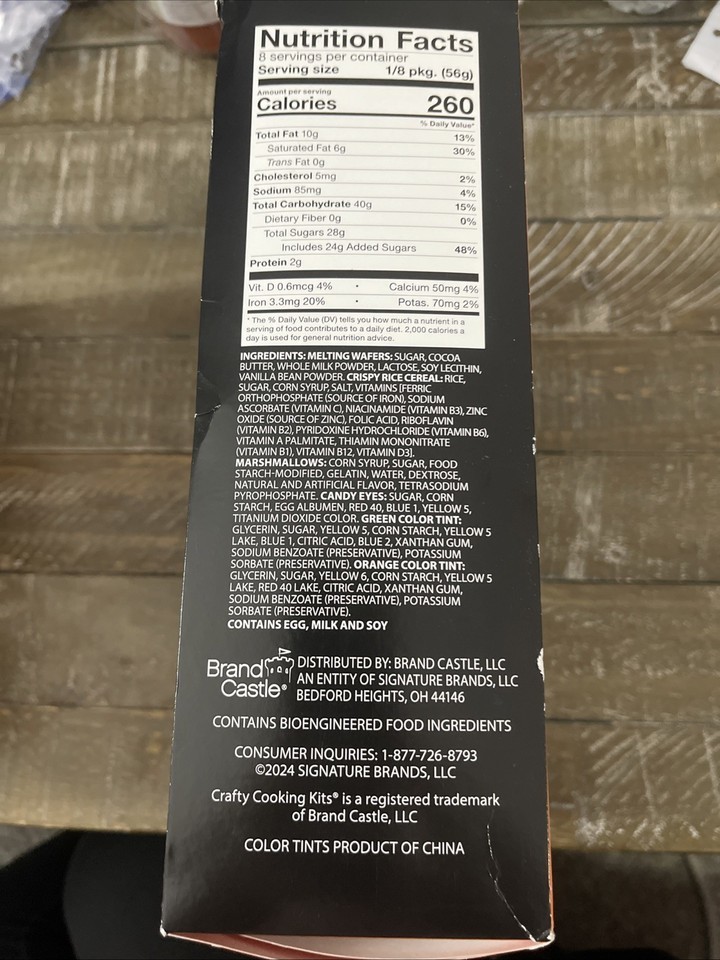 Nutrition Facts
8 servings per container
Serving size 1/8 pkg. (56g)
Amount per serving
Calories 260
% Daily Value*
Total Fat 10g 13%
Saturated Fat 6g 30%
Trans Fat 0g
Cholesterol 5mg 2%
Sodium 85mg 4%
Total Carbohydrate 40g 15%
Dietary Fiber 0g 0%
Total Sugars 28g
Includes 24g Added Sugars 48%
Protein 2g
Vit. D 0.6mcg 4% • Calcium 50mg 4%
Iron 3.3mg 20% • Potas. 70mg 2%
* The % Daily Value (DV) tells you how much a nutrient in a
serving of food contributes to a daily diet. 2,000 calories a
day is used for general nutrition advice.
INGREDIENTS: MELTING WAFERS: SUGAR, COCOA
BUTTER, WHOLE MILK POWDER, LACTOSE, SOY LECITHIN,
VANILLA BEAN POWDER. CRISPY RICE CEREAL: RICE,
SUGAR, CORN SYRUP, SALT, VITAMINS [FERRIC
ORTHOPHOSPHATE (SOURCE OF IRON), SODIUM
ASCORBATE (VITAMIN C), NIACINAMIDE (VITAMIN B3), ZINC
OXIDE (SOURCE OF ZINC), FOLIC ACID, RIBOFLAVIN
(VITAMIN B2), PYRIDOXINE HYDROCHLORIDE (VITAMIN B6),
VITAMIN A PALMITATE, THIAMIN MONONITRATE
(VITAMIN B1), VITAMIN B12, VITAMIN D3].
MARSHMALLOWS: CORN SYRUP, SUGAR, FOOD
STARCH-MODIFIED, GELATIN, WATER, DEXTROSE,
NATURAL AND ARTIFICIAL FLAVOR, TETRASODIUM
PYROPHOSPHATE. CANDY EYES: SUGAR, CORN
STARCH, EGG ALBUMEN, RED 40, BLUE 1, YELLOW 5,
TITANIUM DIOXIDE COLOR. GREEN COLOR TINT:
GLYCERIN, SUGAR, YELLOW 5, CORN STARCH, YELLOW 5
LAKE, BLUE 1, CITRIC ACID, BLUE 2, XANTHAN GUM,
SODIUM BENZOATE (PRESERVATIVE), POTASSIUM
SORBATE (PRESERVATIVE). ORANGE COLOR TINT:
GLYCERIN, SUGAR, YELLOW 6, CORN STARCH, YELLOW 5
LAKE, RED 40 LAKE, CITRIC ACID, XANTHAN GUM,
SODIUM BENZOATE (PRESERVATIVE), POTASSIUM
SORBATE (PRESERVATIVE).
CONTAINS EGG, MILK AND SOY
Brand
Castle®
DISTRIBUTED BY: BRAND CASTLE, LLC
AN ENTITY OF SIGNATURE BRANDS, LLC
BEDFORD HEIGHTS, OH 44146
CONTAINS BIOENGINEERED FOOD INGREDIENTS
CONSUMER INQUIRIES: 1-877-726-8793
©2024 SIGNATURE BRANDS, LLC
Crafty Cooking Kits® is a registered trademark
of Brand Castle, LLC
COLOR TINTS PRODUCT OF CHINA